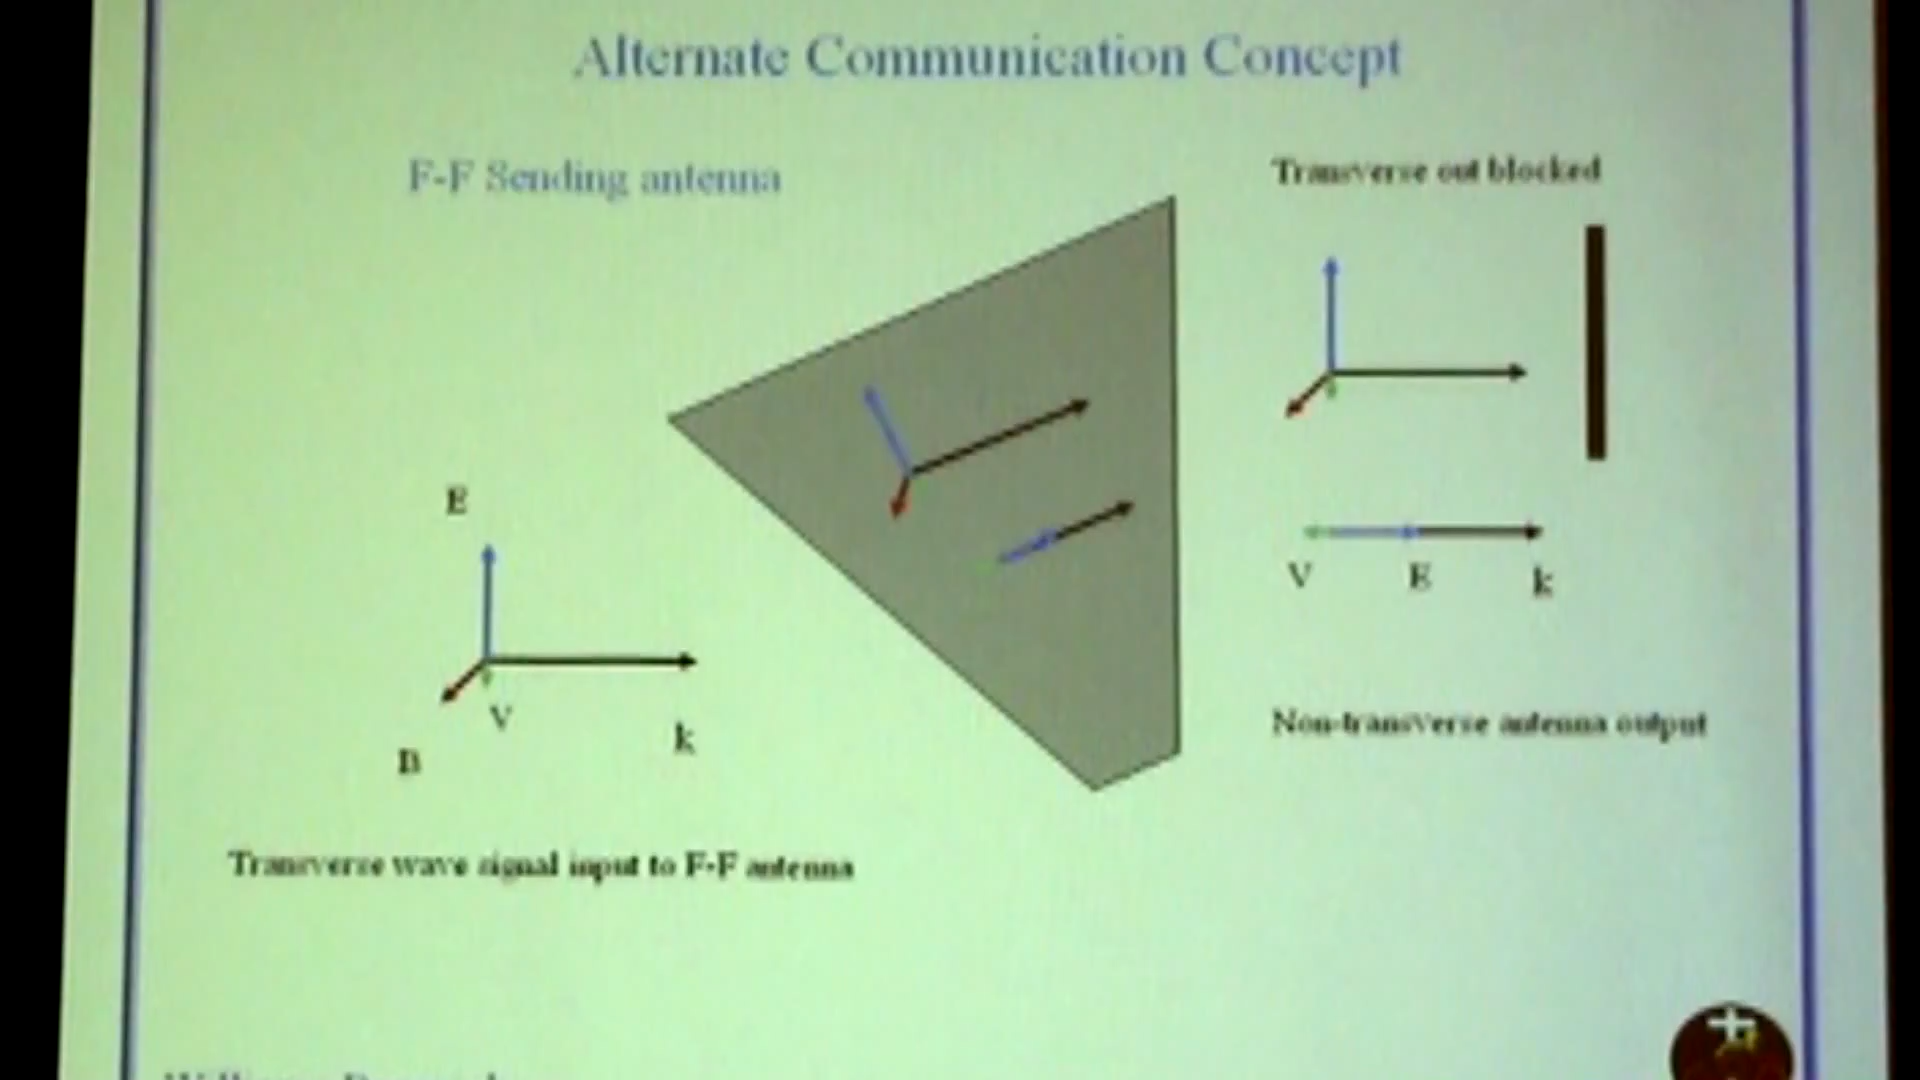 Alternate Communication Concept
F-F Sending antenna
Transverse out blocked
E
V
B
k
V E k
Non-transverse antenna output
Transverse wave signal input to F-F antenna